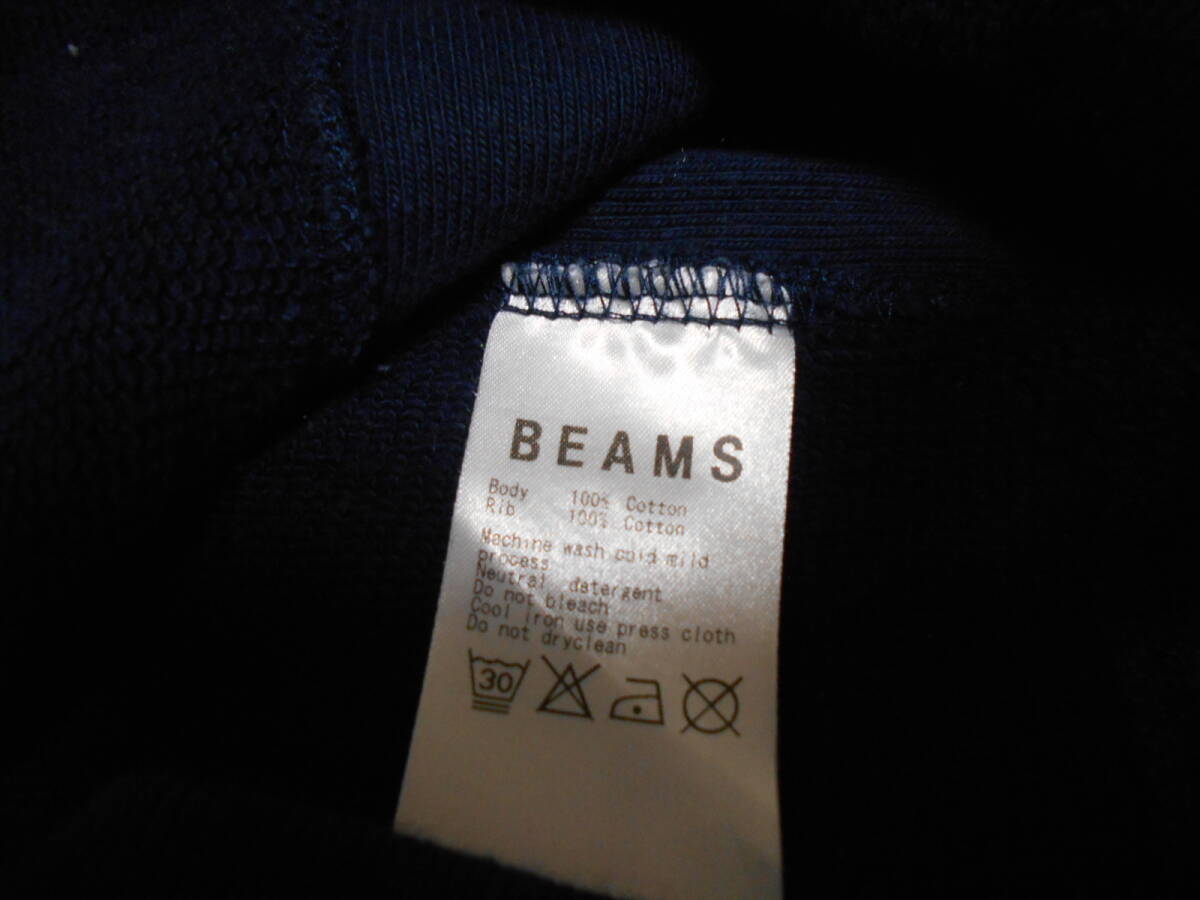 BEAMS
Body 100% Cotton
Rib 100% Cotton
Machine wash cold mild
process
Neutral detergent
Do not bleach
Cool iron use press cloth
Do not dryclean
30